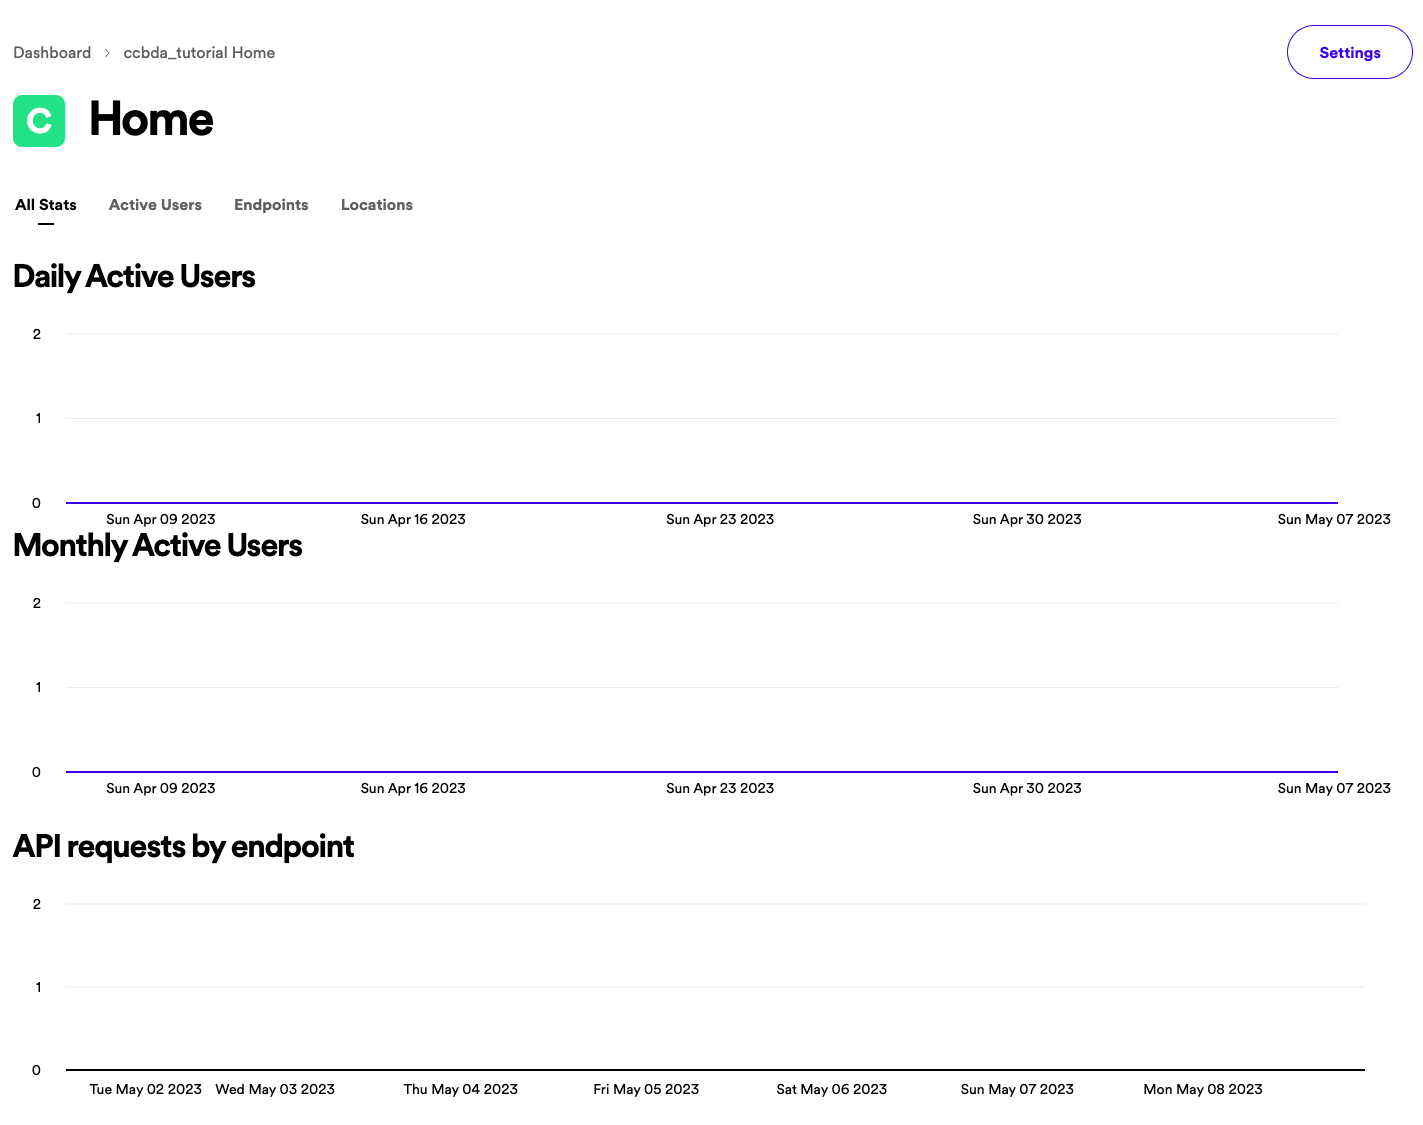 Dashboard > ccbda_tutorial Home
Settings
C Home
All Stats Active Users Endpoints Locations
Daily Active Users
2
1
0
Sun Apr 09 2023 Sun Apr 16 2023 Sun Apr 23 2023 Sun Apr 30 2023 Sun May 07 2023
Monthly Active Users
2
1
0
Sun Apr 09 2023 Sun Apr 16 2023 Sun Apr 23 2023 Sun Apr 30 2023 Sun May 07 2023
API requests by endpoint
2
1
0
Tue May 02 2023 Wed May 03 2023 Thu May 04 2023 Fri May 05 2023 Sat May 06 2023 Sun May 07 2023 Mon May 08 2023